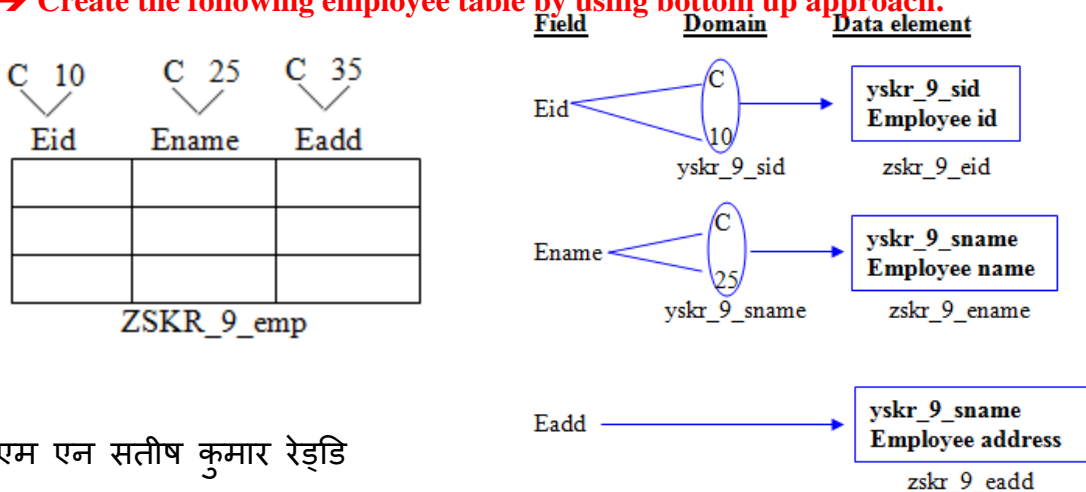 → Create the following employee table by using bottom up approach.
C 10 C 25 C 35
Eid Ename Eadd
ZSKR_9_emp
एम एन सतीष कुमार रेड्डि
Field Domain Data element
Eid
C
10
yskr_9_sid
yskr_9_sid
Employee id
zskr_9_eid
Ename
C
25
yskr_9_sname
yskr_9_sname
Employee name
zskr_9_ename
Eadd
yskr_9_sname
Employee address
zskr_9_eadd